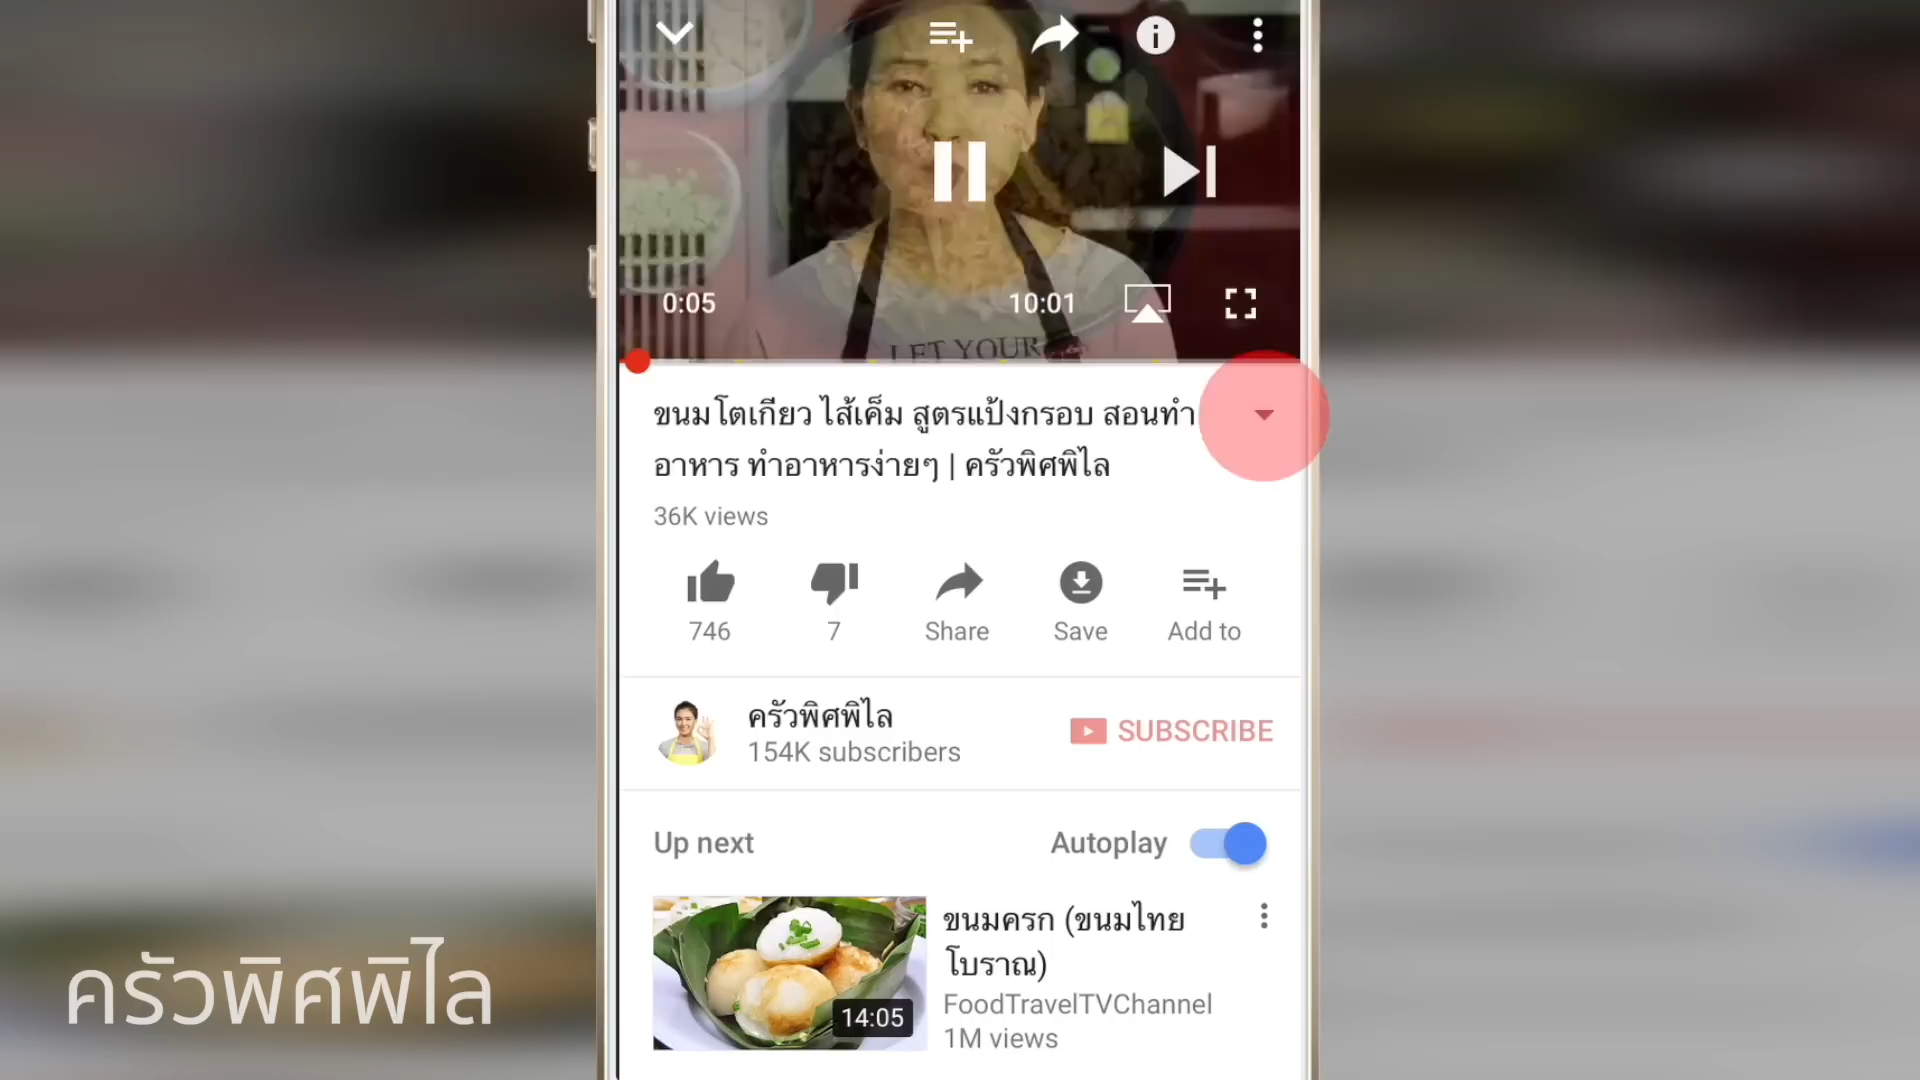 LET YOUR
0:05
10:01
ขนมโตเกียว ไส้เค็ม สูตรแป้งกรอบ สอนทำ
อาหาร ทำอาหารง่ายๆ | ครัวพิศพิไล
36K views
746
7
Share
Save
Add to
ครัวพิศพิไล
154K subscribers
SUBSCRIBE
Up next
Autoplay
14:05
ขนมครก (ขนมไทย
โบราณ)
FoodTravelTVChannel
1M views
ครัวพิศพิไล